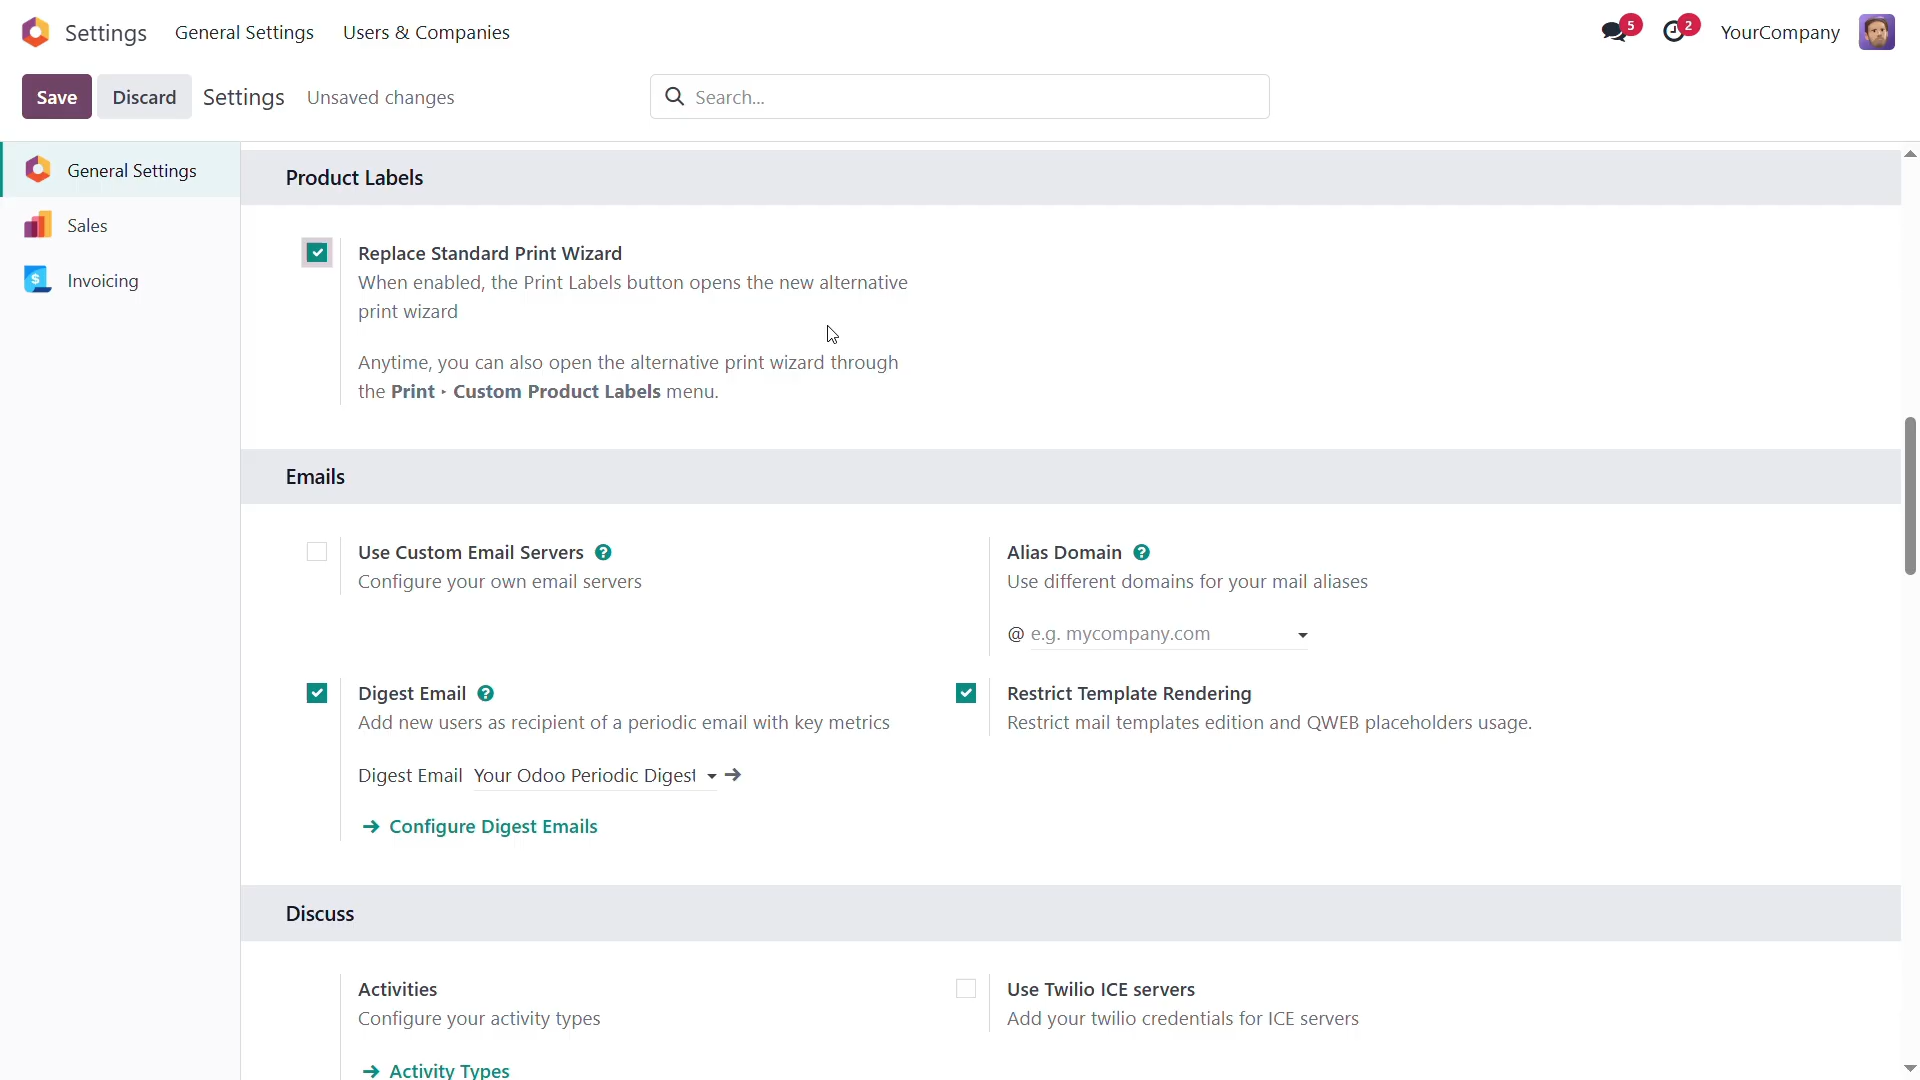 Settings General Settings Users & Companies 5 2 YourCompany
Save Discard Settings Unsaved changes Search...
General Settings
Sales
Invoicing
Product Labels
Replace Standard Print Wizard
When enabled, the Print Labels button opens the new alternative
print wizard
Anytime, you can also open the alternative print wizard through
the Print ‣ Custom Product Labels menu.
Emails
Use Custom Email Servers ?
Configure your own email servers
Alias Domain ?
Use different domains for your mail aliases
@ e.g. mycompany.com
Digest Email ?
Add new users as recipient of a periodic email with key metrics
Digest Email Your Odoo Periodic Digest
Configure Digest Emails
Restrict Template Rendering
Restrict mail templates edition and QWEB placeholders usage.
Discuss
Activities
Configure your activity types
Activity Types
Use Twilio ICE servers
Add your twilio credentials for ICE servers